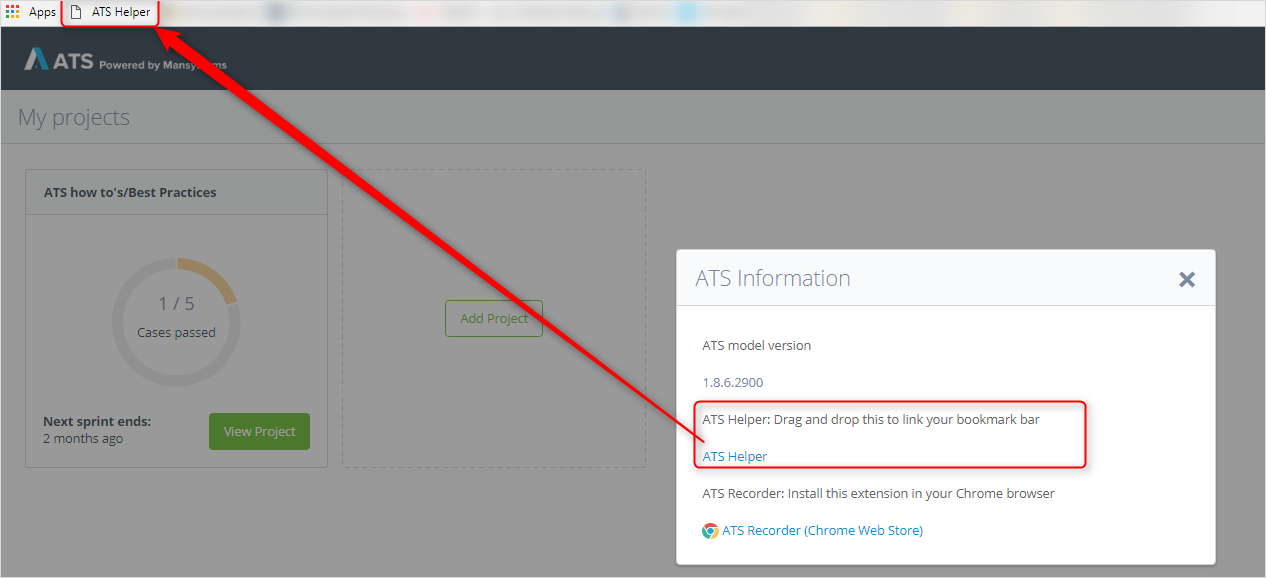 Apps
ATS Helper
ATS Powered by
My projects
ATS how to's/Best Practices
1 / 5
Cases passed
Next sprint ends:
2 months ago
View Project
Add Project
ATS Information
ATS model version
1.8.6.2900
ATS Helper: Drag and drop this to link your bookmark bar
ATS Helper
ATS Recorder: Install this extension in your Chrome browser
ATS Recorder (Chrome Web Store)